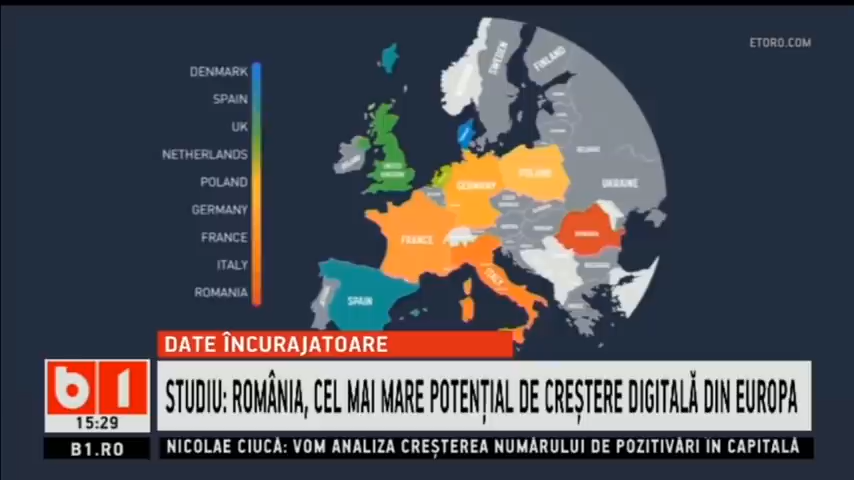 ETORO.COM
DENMARK
SPAIN
UK
NETHERLANDS
POLAND
GERMANY
FRANCE
ITALY
ROMANIA
SWEDEN
FINLAND
UNITED KINGDOM
GERMANY
POLAND
UKRAINE
FRANCE
ROMANIA
ITALY
SPAIN
DATE ÎNCURAJATOARE
b1
STUDIU: ROMÂNIA, CEL MAI MARE POTENȚIAL DE CREȘTERE DIGITALĂ DIN EUROPA
15:29
B1.RO
NICOLAE CIUCĂ: VOM ANALIZA CREȘTEREA NUMĂRULUI DE POZITIVĂRI ÎN CAPITALĂ